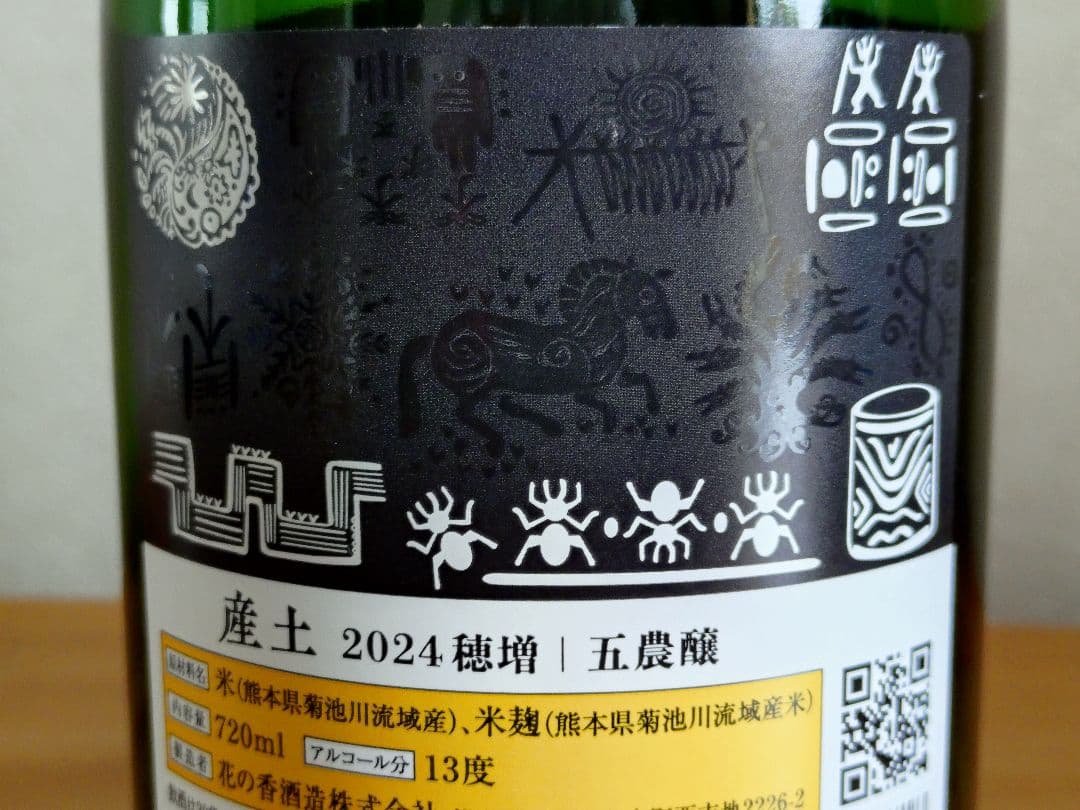 産土 2024 穂増 | 五農醸
原材料名 米(熊本県菊池川流域産)、米麹(熊本県菊池川流域産米)
内容量 720ml アルコール分 13度
製造者 花の香酒造株式会社
2226-2